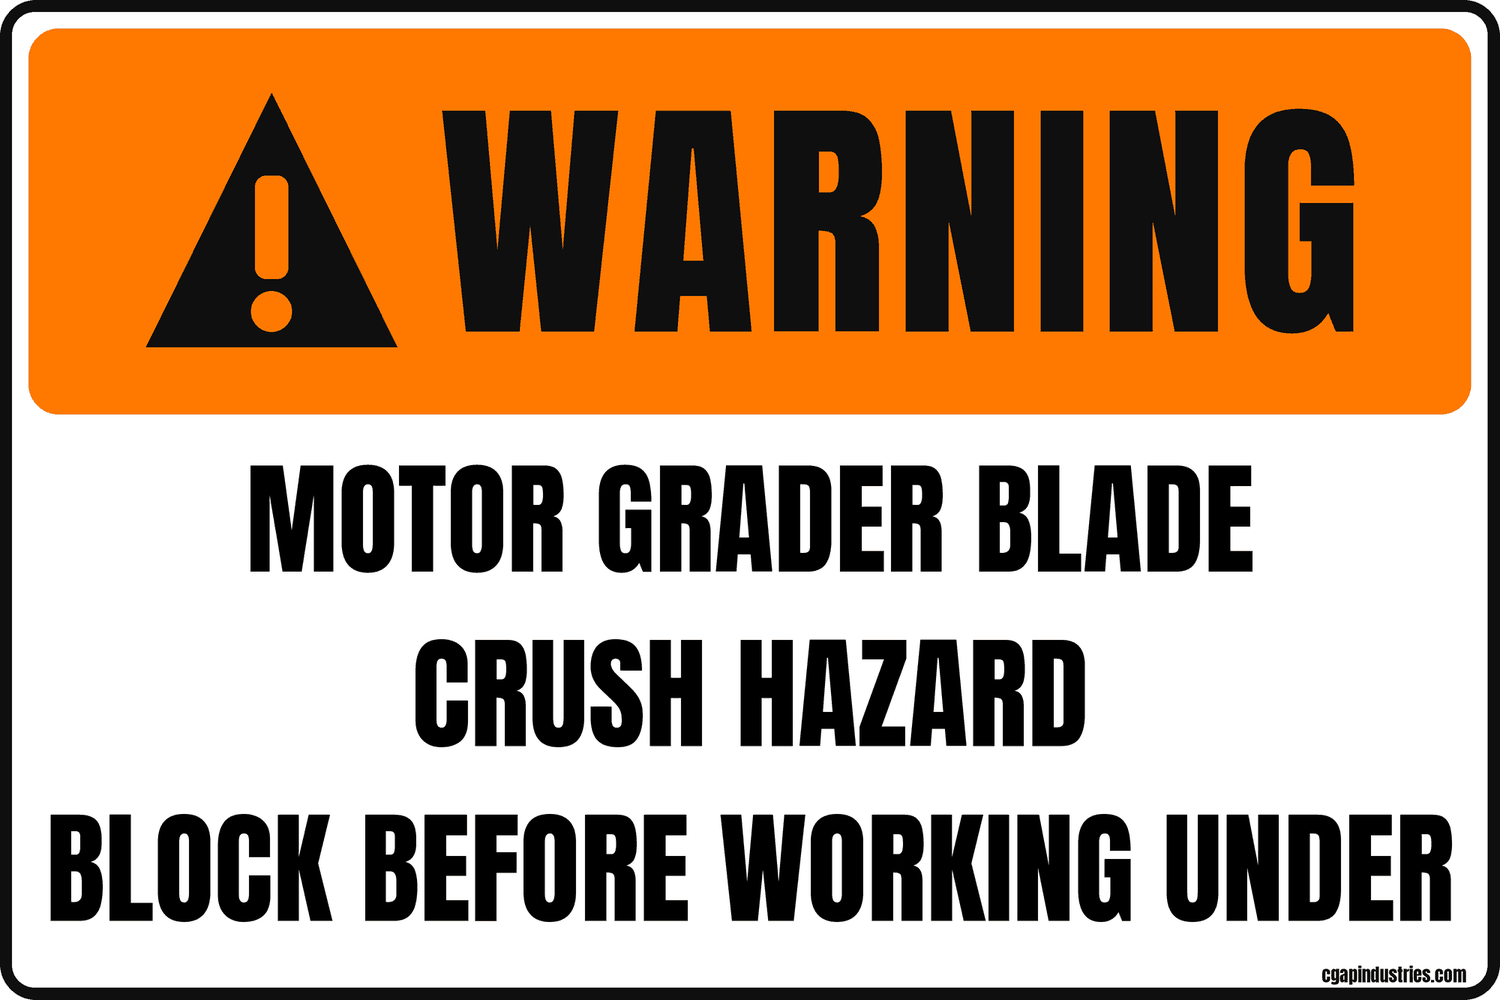 WARNING
MOTOR GRADER BLADE
CRUSH HAZARD
BLOCK BEFORE WORKING UNDER
cgapindustries.com